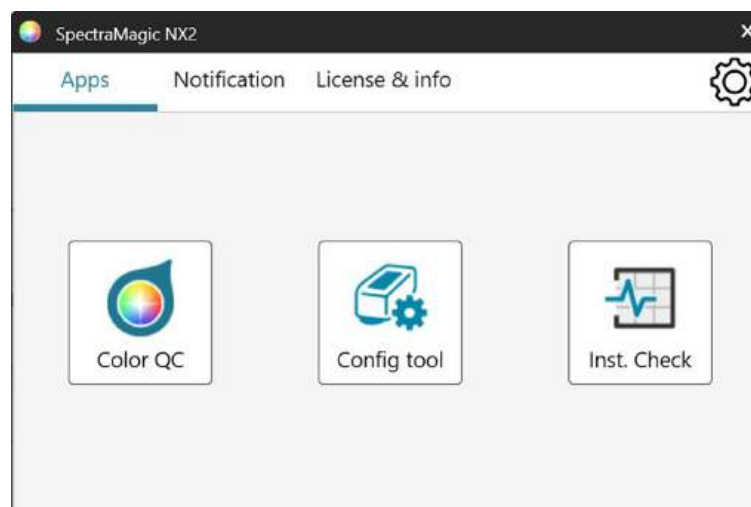 SpectraMagic NX2
Apps Notification License & info
Color QC Config tool Inst. Check